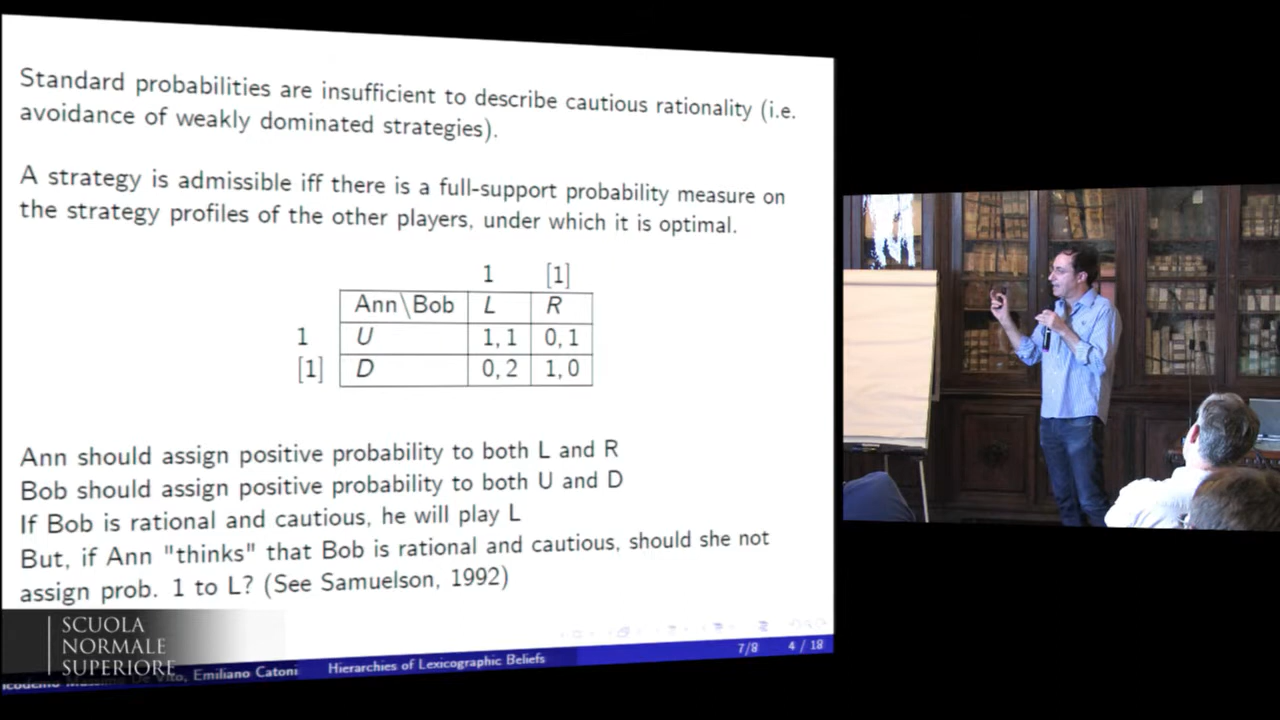 Standard probabilities are insufficient to describe cautious rationality (i.e.
avoidance of weakly dominated strategies).
A strategy is admissible iff there is a full-support probability measure on
the strategy profiles of the other players, under which it is optimal.
1 [1]
Ann\Bob L R
1 U 1, 1 0, 1
[1] D 0, 2 1, 0
Ann should assign positive probability to both L and R
Bob should assign positive probability to both U and D
If Bob is rational and cautious, he will play L
But, if Ann "thinks" that Bob is rational and cautious, should she not
assign prob. 1 to L? (See Samuelson, 1992)
SCUOLA
NORMALE
SUPERIORE
De Vito, Emiliano Catoni Hierarchies of Lexicographic Beliefs 7/8 4 / 18